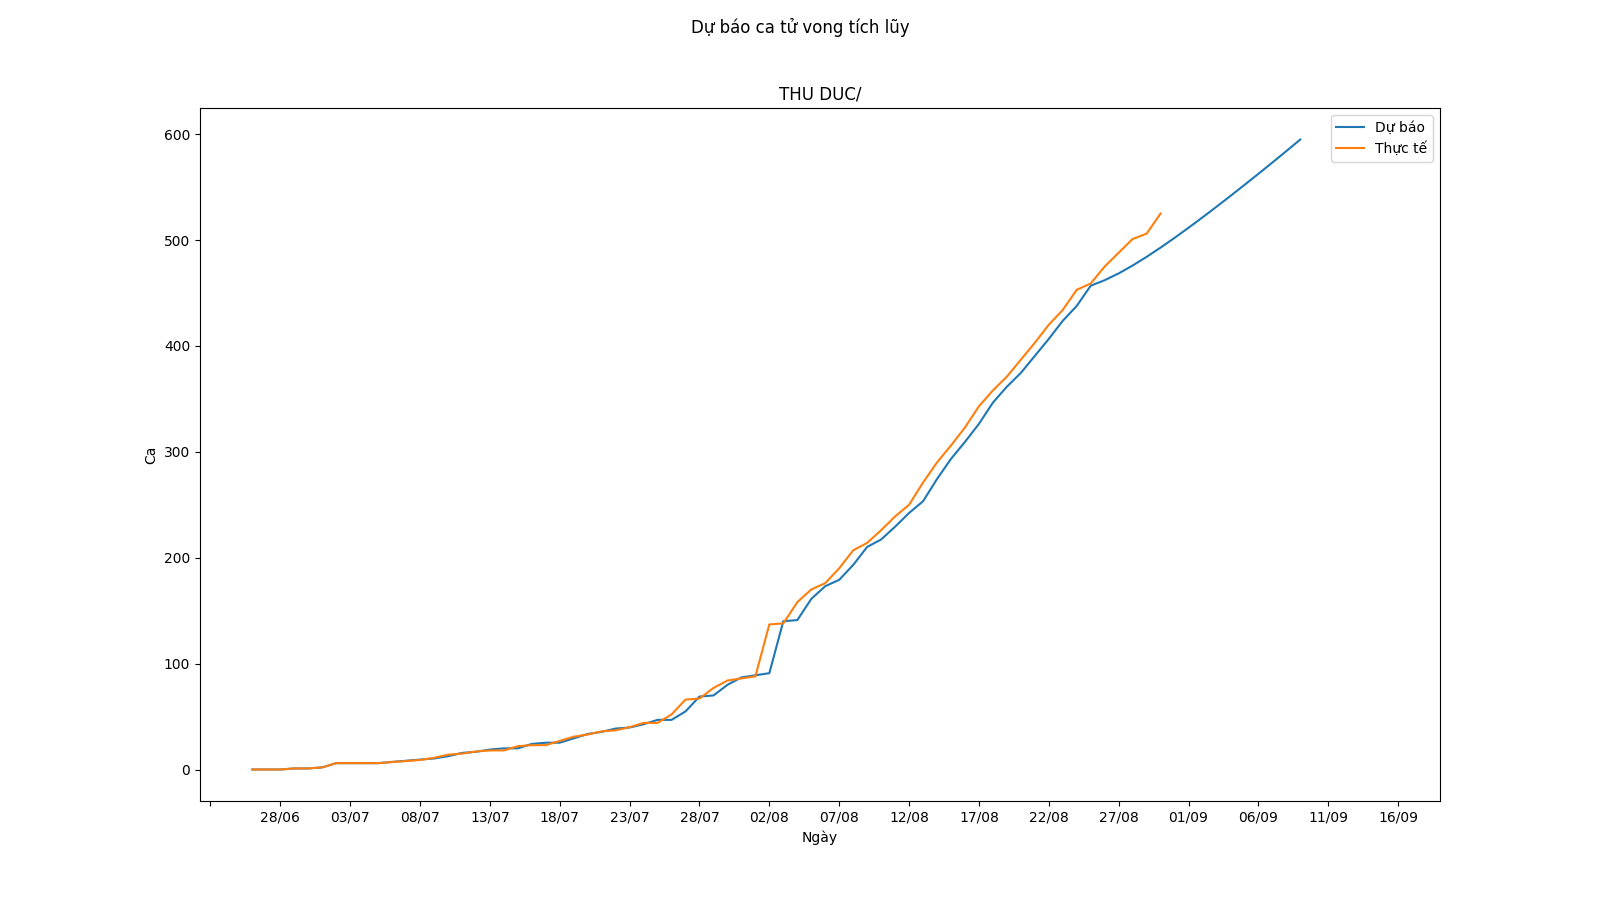 Dự báo ca tử vong tích lũy
THU DUC/
Dự báo
Thực tế
600
500
400
300
200
100
0
Ca
28/06 03/07 08/07 13/07 18/07 23/07 28/07 02/08 07/08 12/08 17/08 22/08 27/08 01/09 06/09 11/09 16/09
Ngày